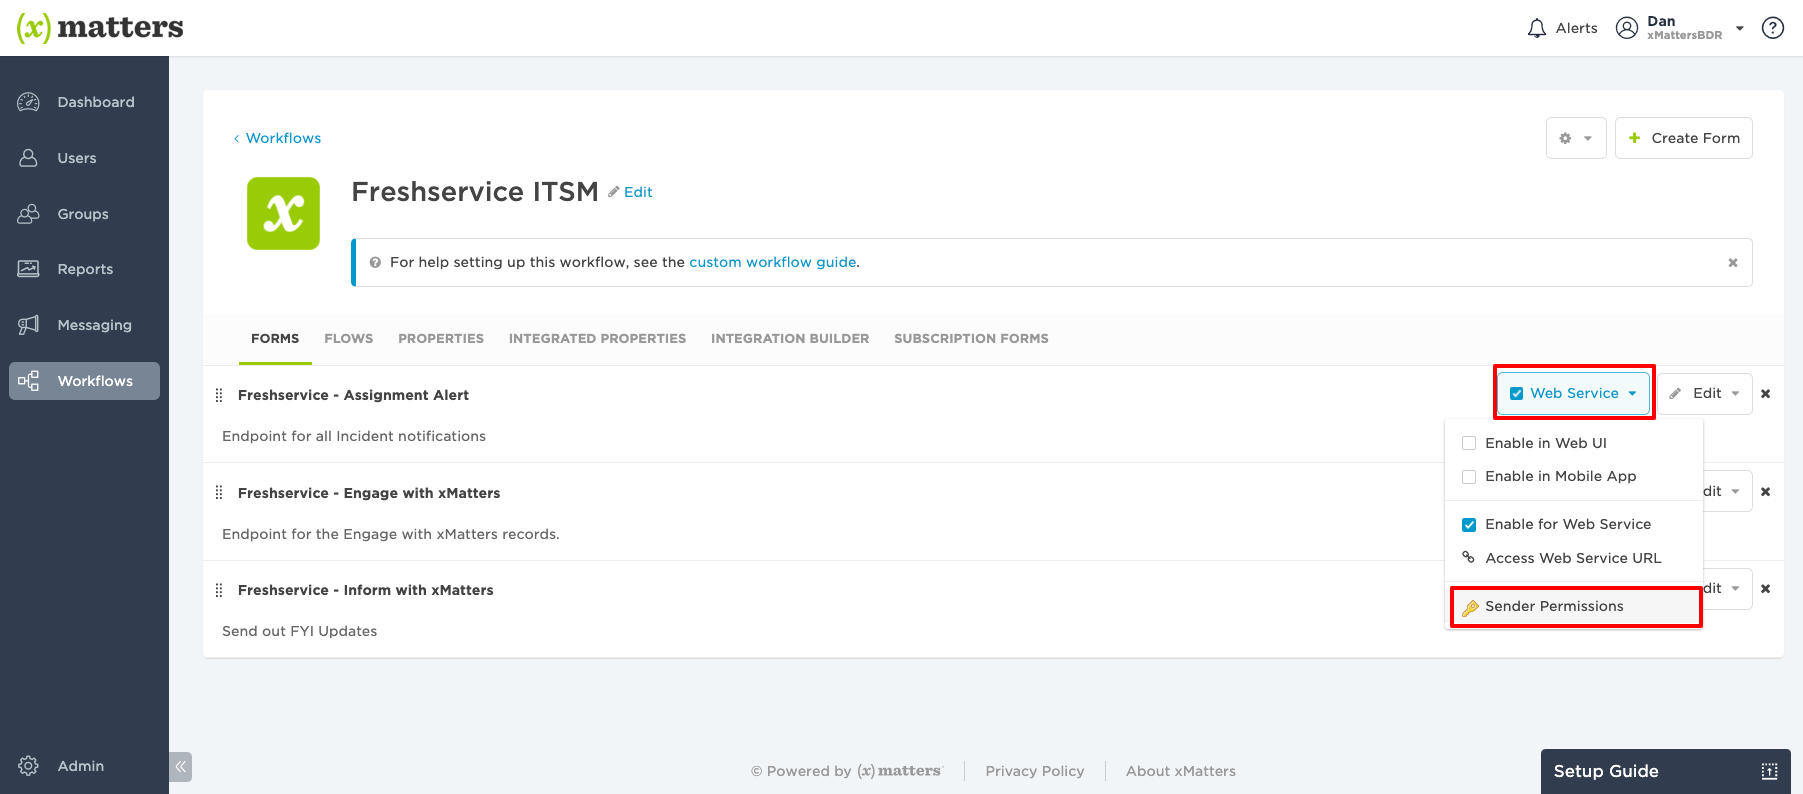 (x) matters
Alerts
Dan
xMattersBDR
Dashboard
Users
Groups
Reports
Messaging
Workflows
Admin
‹ Workflows
Create Form
Freshservice ITSM
Edit
For help setting up this workflow, see the custom workflow guide.
FORMS FLOWS PROPERTIES INTEGRATED PROPERTIES INTEGRATION BUILDER SUBSCRIPTION FORMS
Freshservice - Assignment Alert
Web Service
Edit
Endpoint for all Incident notifications
Enable in Web UI
Enable in Mobile App
Freshservice - Engage with xMatters
dit
Endpoint for the Engage with xMatters records.
Enable for Web Service
Access Web Service URL
Freshservice - Inform with xMatters
dit
Sender Permissions
Send out FYI Updates
© Powered by (x) matters
Privacy Policy
About xMatters
Setup Guide